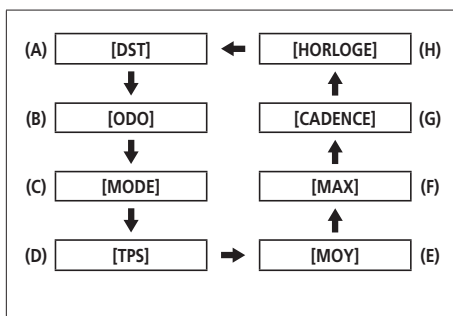 (A) [DST] [HORLOGE] (H)
(B) [ODO] [CADENCE] (G)
(C) [MODE] [MAX] (F)
(D) [TPS] [MOY] (E)